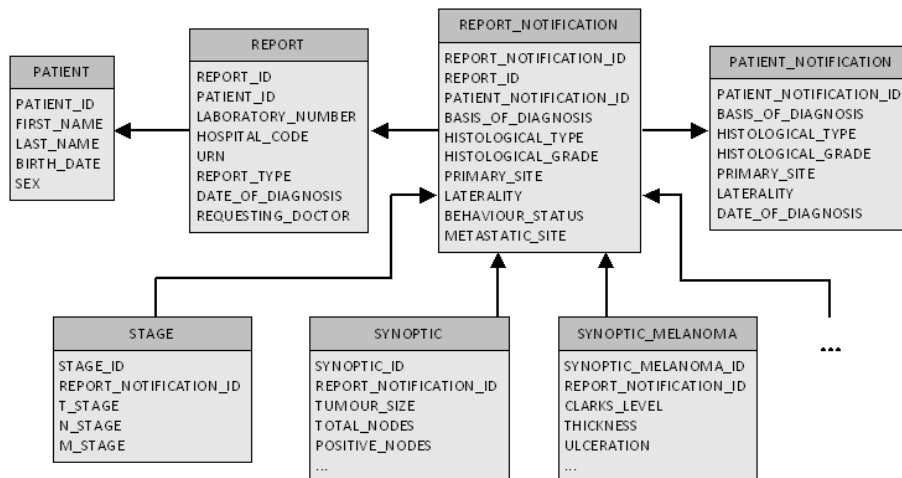 PATIENT
PATIENT_ID
FIRST_NAME
LAST_NAME
BIRTH_DATE
SEX
REPORT
REPORT_ID
PATIENT_ID
LABORATORY_NUMBER
HOSPITAL_CODE
URN
REPORT_TYPE
DATE_OF_DIAGNOSIS
REQUESTING_DOCTOR
REPORT_NOTIFICATION
REPORT_NOTIFICATION_ID
REPORT_ID
PATIENT_NOTIFICATION_ID
BASIS_OF_DIAGNOSIS
HISTOLOGICAL_TYPE
HISTOLOGICAL_GRADE
PRIMARY_SITE
LATERALITY
BEHAVIOUR_STATUS
METASTATIC_SITE
PATIENT_NOTIFICATION
PATIENT_NOTIFICATION_ID
BASIS_OF_DIAGNOSIS
HISTOLOGICAL_TYPE
HISTOLOGICAL_GRADE
PRIMARY_SITE
LATERALITY
DATE_OF_DIAGNOSIS
STAGE
STAGE_ID
REPORT_NOTIFICATION_ID
T_STAGE
N_STAGE
M_STAGE
SYNOPTIC
SYNOPTIC_ID
REPORT_NOTIFICATION_ID
TUMOUR_SIZE
TOTAL_NODES
POSITIVE_NODES
...
SYNOPTIC_MELANOMA
SYNOPTIC_MELANOMA_ID
REPORT_NOTIFICATION_ID
CLARKS_LEVEL
THICKNESS
ULCERATION
...
...